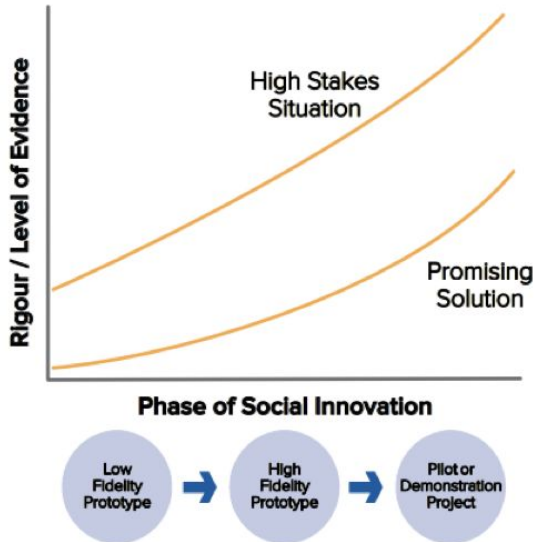 Rigour / Level of Evidence
High Stakes
Situation
Promising
Solution
Phase of Social Innovation
Low
Fidelity
Prototype
High
Fidelity
Prototype
Pilot or
Demonstration
Project